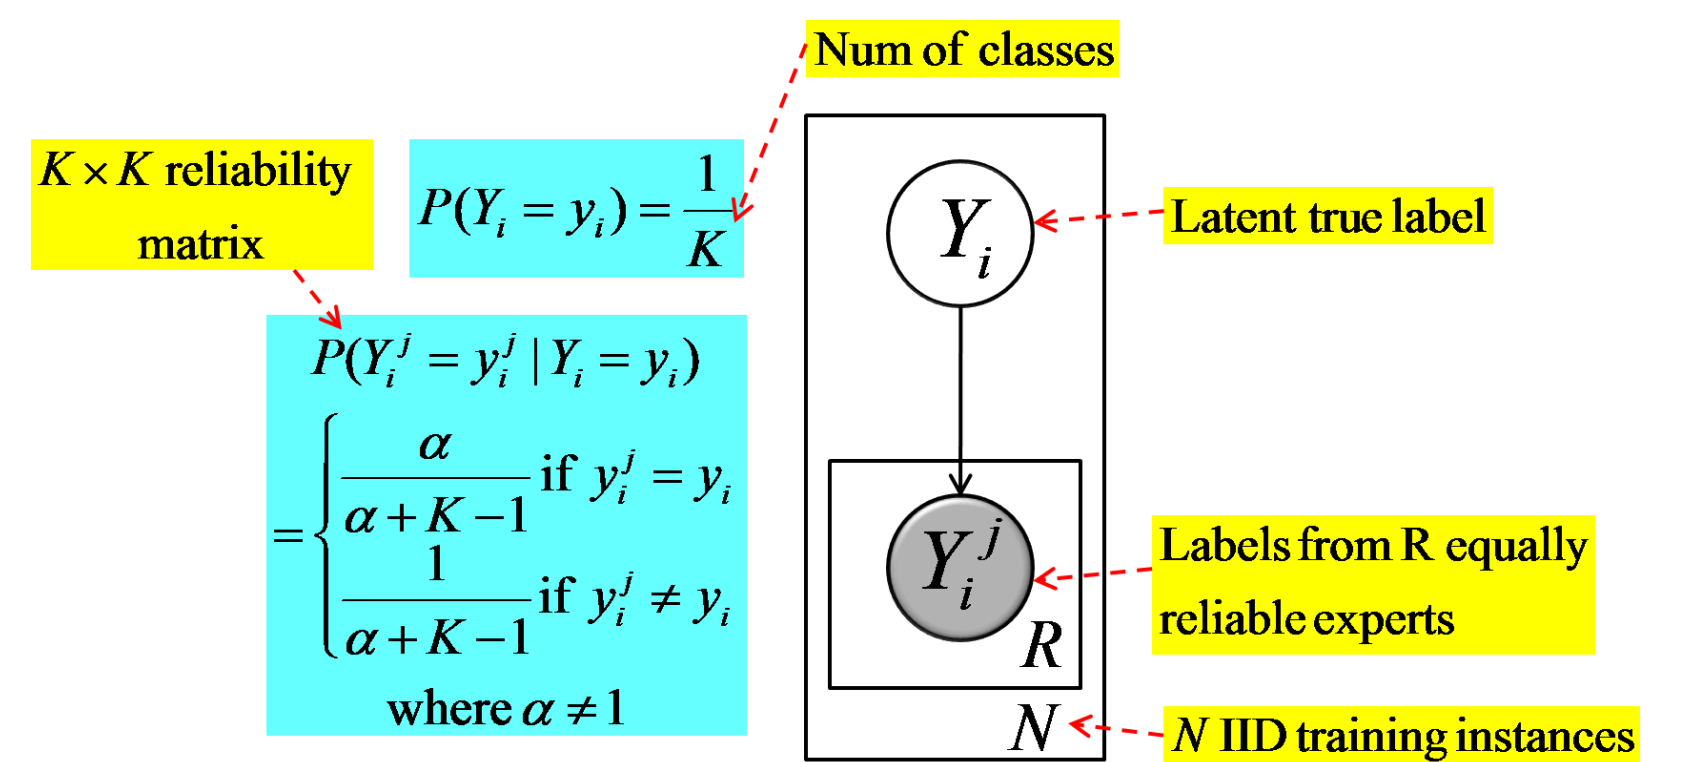 Num of classes
K × K reliability
matrix
P(Y_i = y_i) = 1/K
Y_i
Latent true label
P(Y_i^j = y_i^j | Y_i = y_i)
= { α/(α + K − 1) if y_i^j = y_i
1/(α + K − 1) if y_i^j ≠ y_i
where α ≠ 1
Y_i^j
R
Labels from R equally
reliable experts
N
N IID training instances